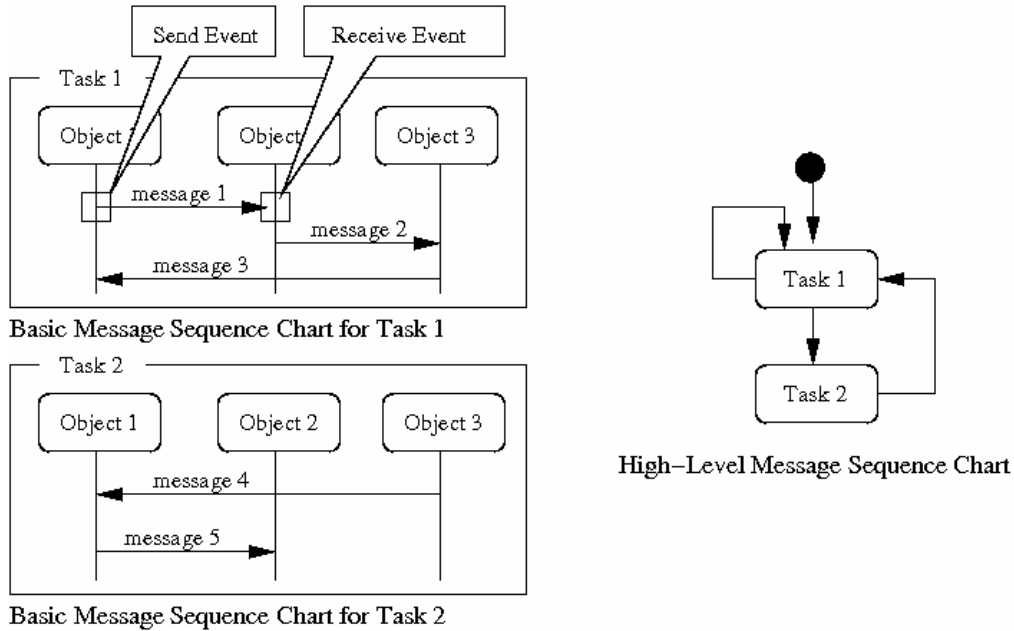 Send Event
Receive Event
Task 1
Object
Object
Object 3
message 1
message 2
message 3
Basic Message Sequence Chart for Task 1
Task 2
Object 1
Object 2
Object 3
message 4
message 5
Basic Message Sequence Chart for Task 2
Task 1
Task 2
High-Level Message Sequence Chart